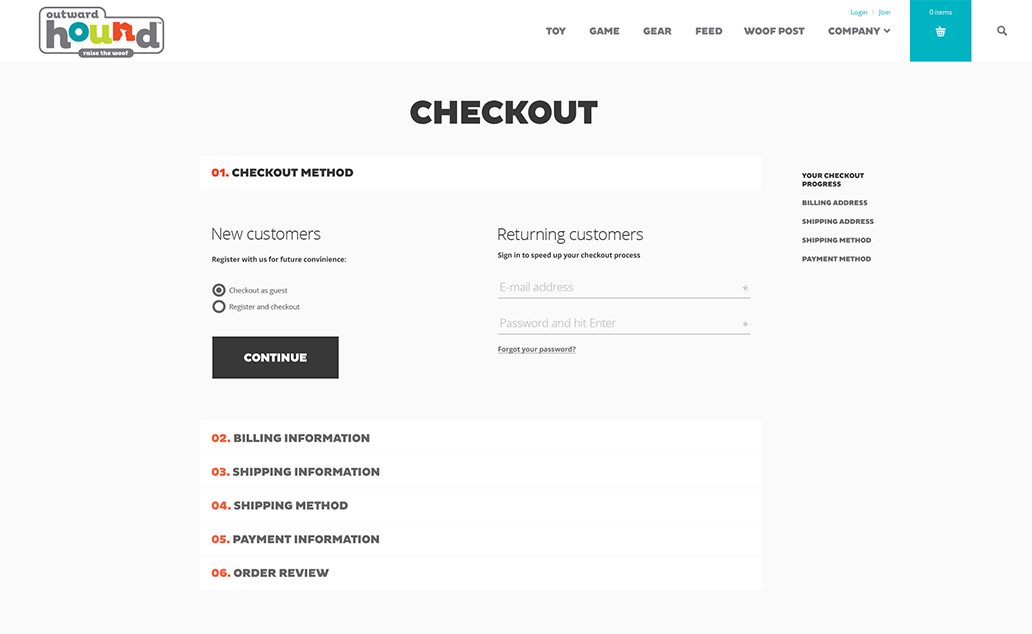 outward
hound
raise the woof
Login | Join
0 items
TOY GAME GEAR FEED WOOF POST COMPANY
CHECKOUT
01. CHECKOUT METHOD
New customers
Register with us for future convinience:
Checkout as guest
Register and checkout
CONTINUE
Returning customers
Sign in to speed up your checkout process
E-mail address *
Password and hit Enter *
Forgot your password?
YOUR CHECKOUT
PROGRESS
BILLING ADDRESS
SHIPPING ADDRESS
SHIPPING METHOD
PAYMENT METHOD
02. BILLING INFORMATION
03. SHIPPING INFORMATION
04. SHIPPING METHOD
05. PAYMENT INFORMATION
06. ORDER REVIEW